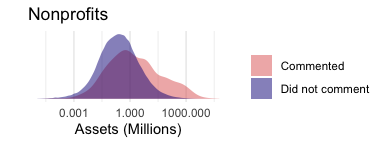 Nonprofits
Commented
Did not comment
0.001 1.000 1000.000
Assets (Millions)